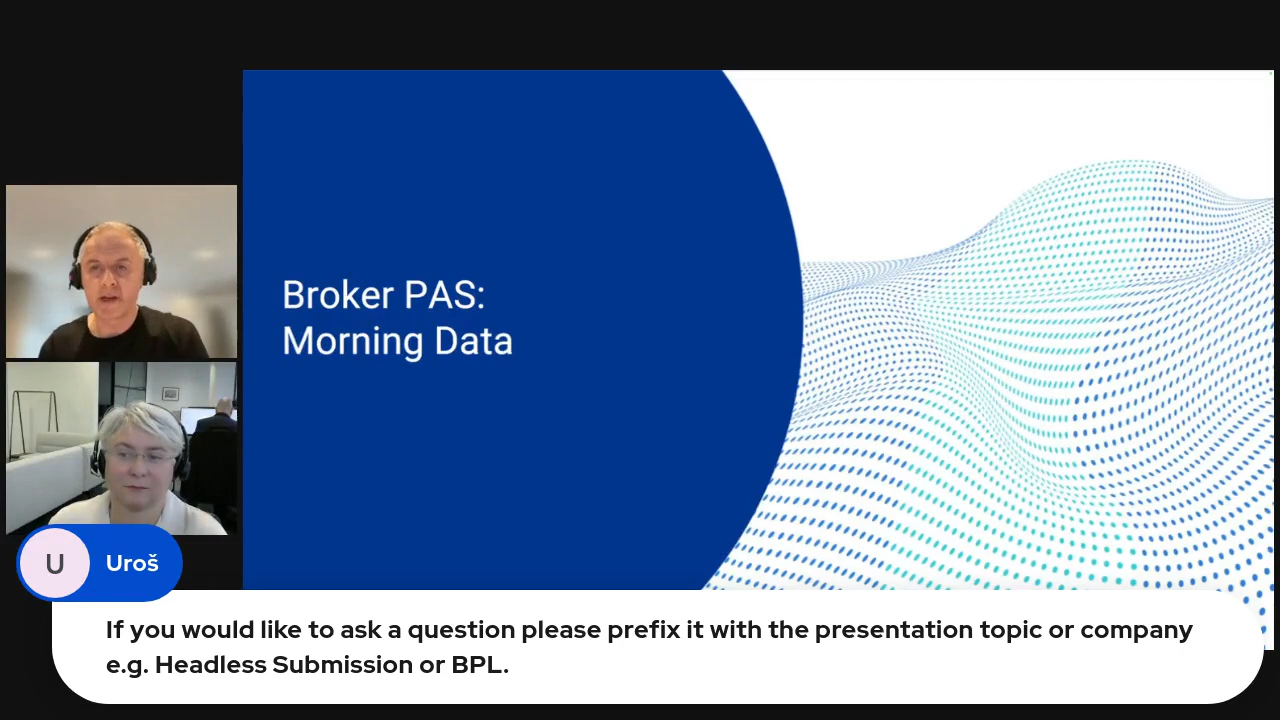 Broker PAS:
Morning Data
U
Uroš
If you would like to ask a question please prefix it with the presentation topic or company
e.g. Headless Submission or BPL.